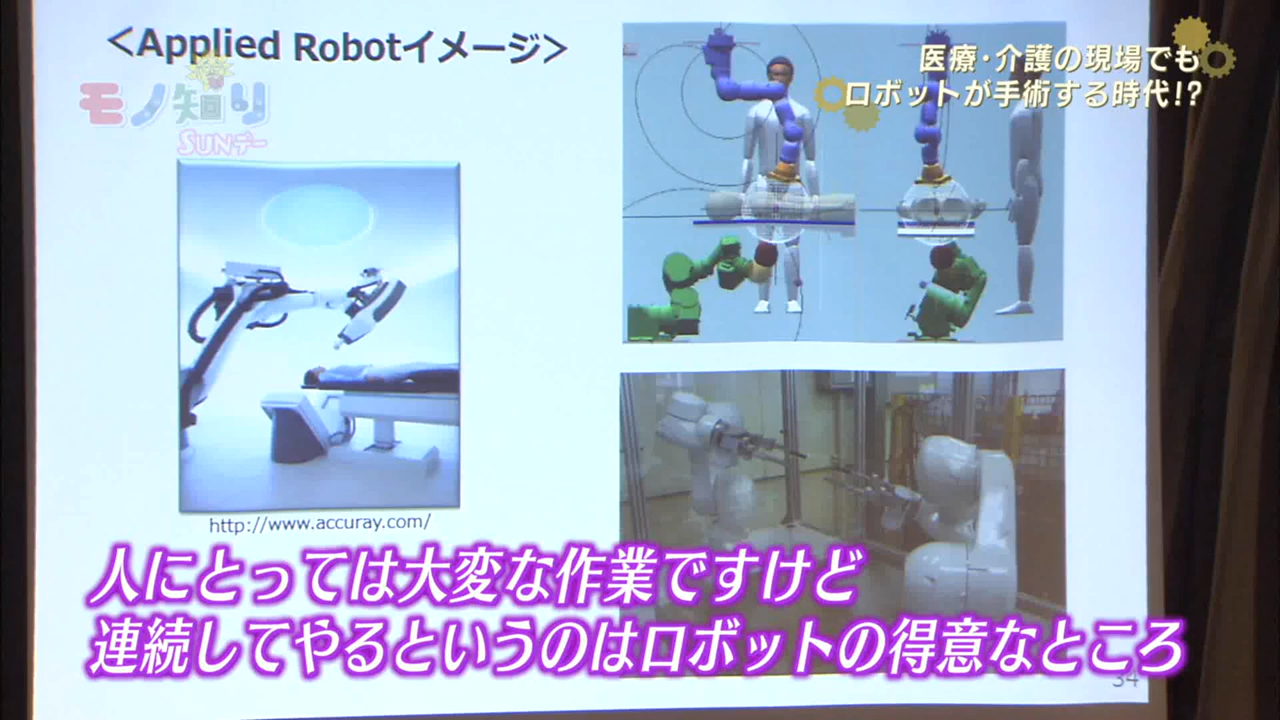 <Applied Robotイメージ>
モノ知り
SUNデー
医療・介護の現場でも
ロボットが手術する時代!?
http://www.accuray.com/
人にとっては大変な作業ですけど
連続してやるというのはロボットの得意なところ
34